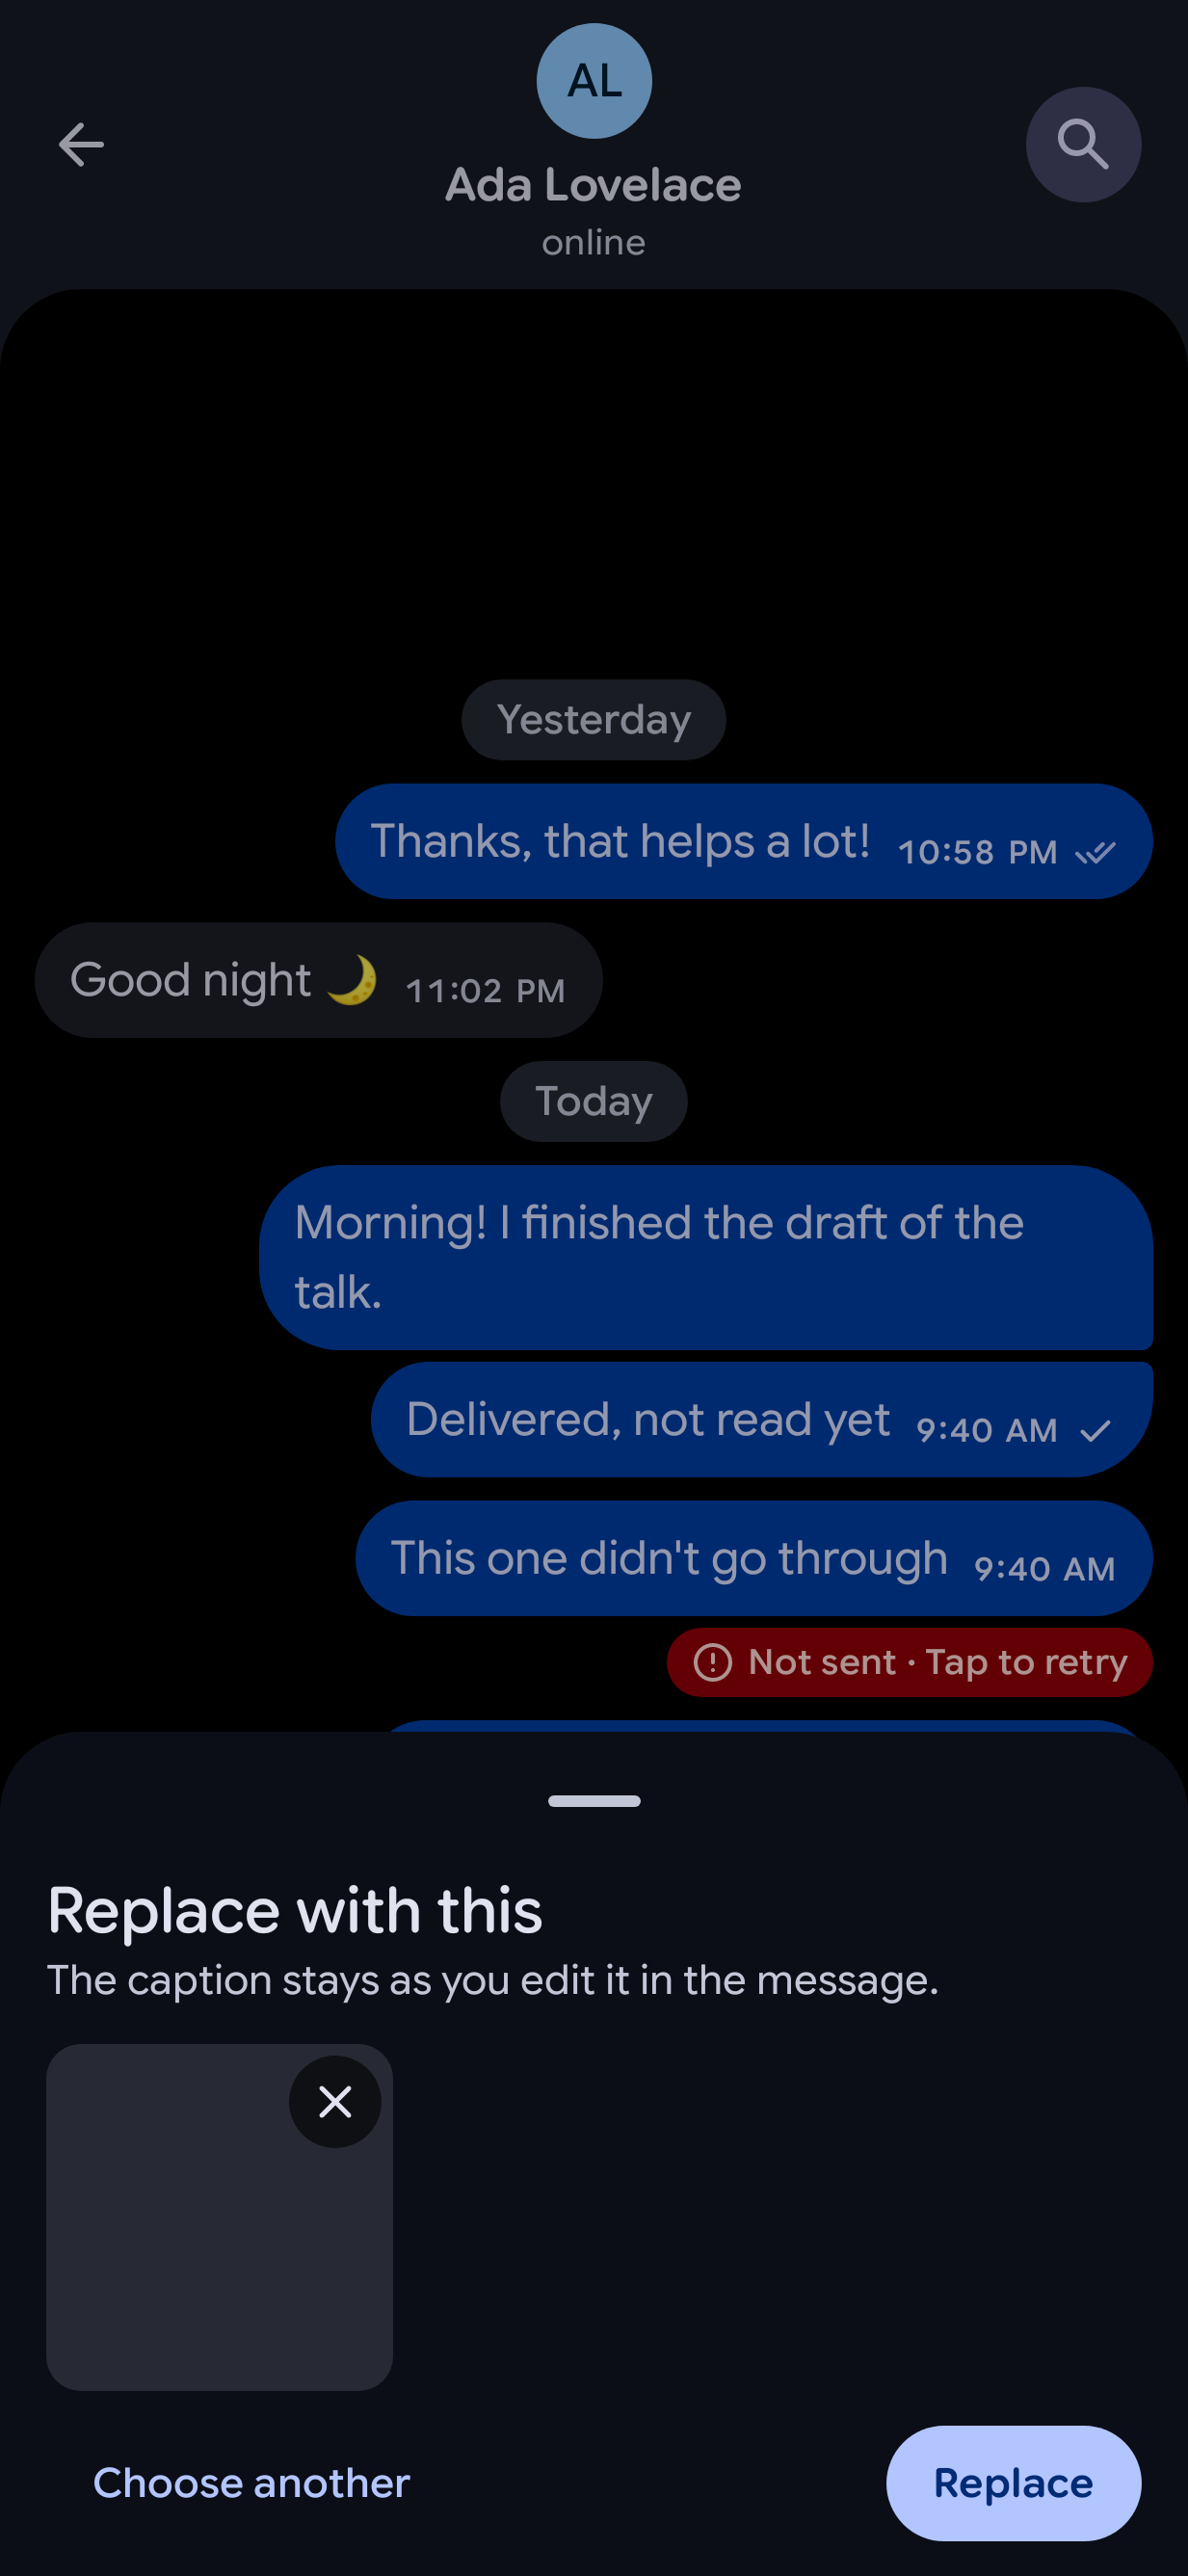 AL
Ada Lovelace
online
Yesterday
Thanks, that helps a lot! 10:58 PM
Good night 🌙 11:02 PM
Today
Morning! I finished the draft of the
talk.
Delivered, not read yet 9:40 AM
This one didn't go through 9:40 AM
Not sent · Tap to retry
Replace with this
The caption stays as you edit it in the message.
Choose another
Replace